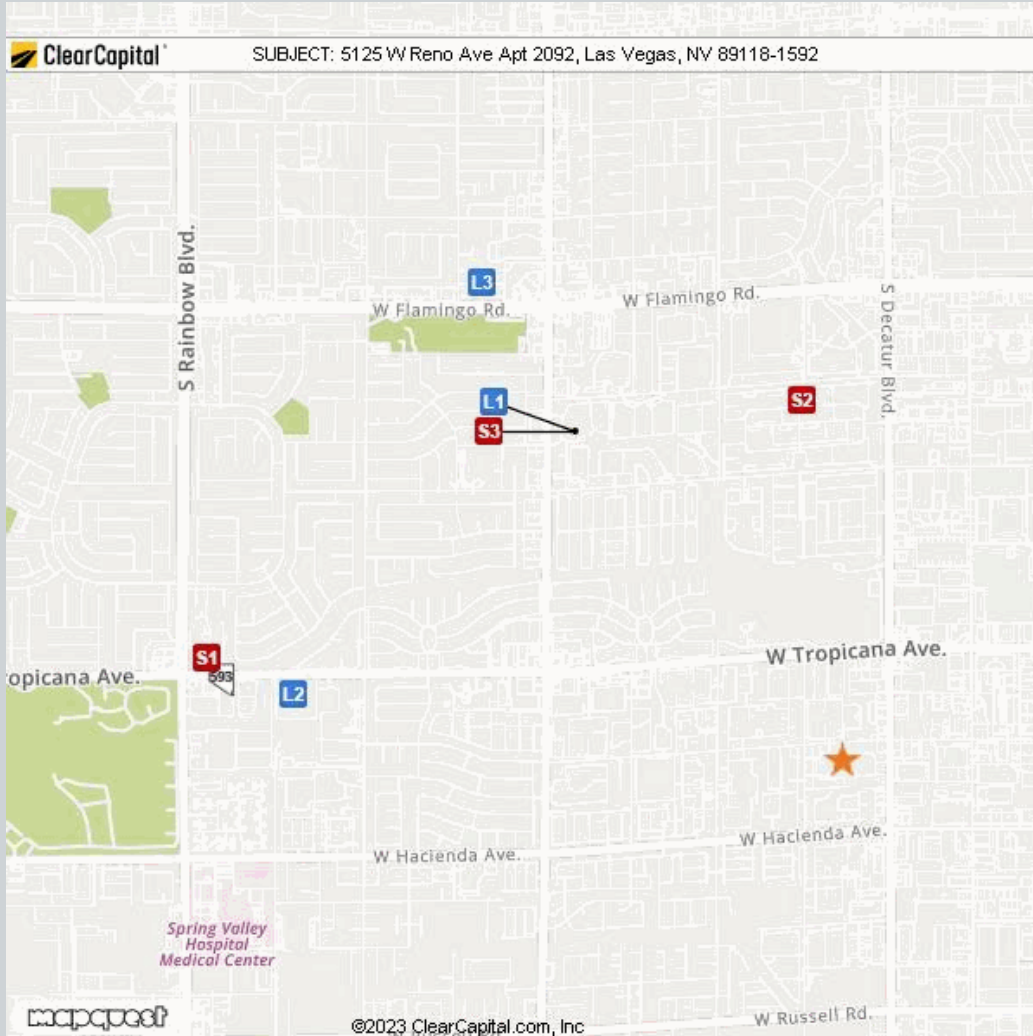 ClearCapital
SUBJECT: 5125 W Reno Ave Apt 2092, Las Vegas, NV 89118-1592
S Rainbow Blvd.
L3
W Flamingo Rd.
W Flamingo Rd.
S Decatur Blvd.
L1
S2
S3
S1
593
W Tropicana Ave.
ropicana Ave.
L2
W Hacienda Ave.
W Hacienda Ave.
Spring Valley
Hospital
Medical Center
mapquest
©2023 ClearCapital.com, Inc
W Russell Rd.